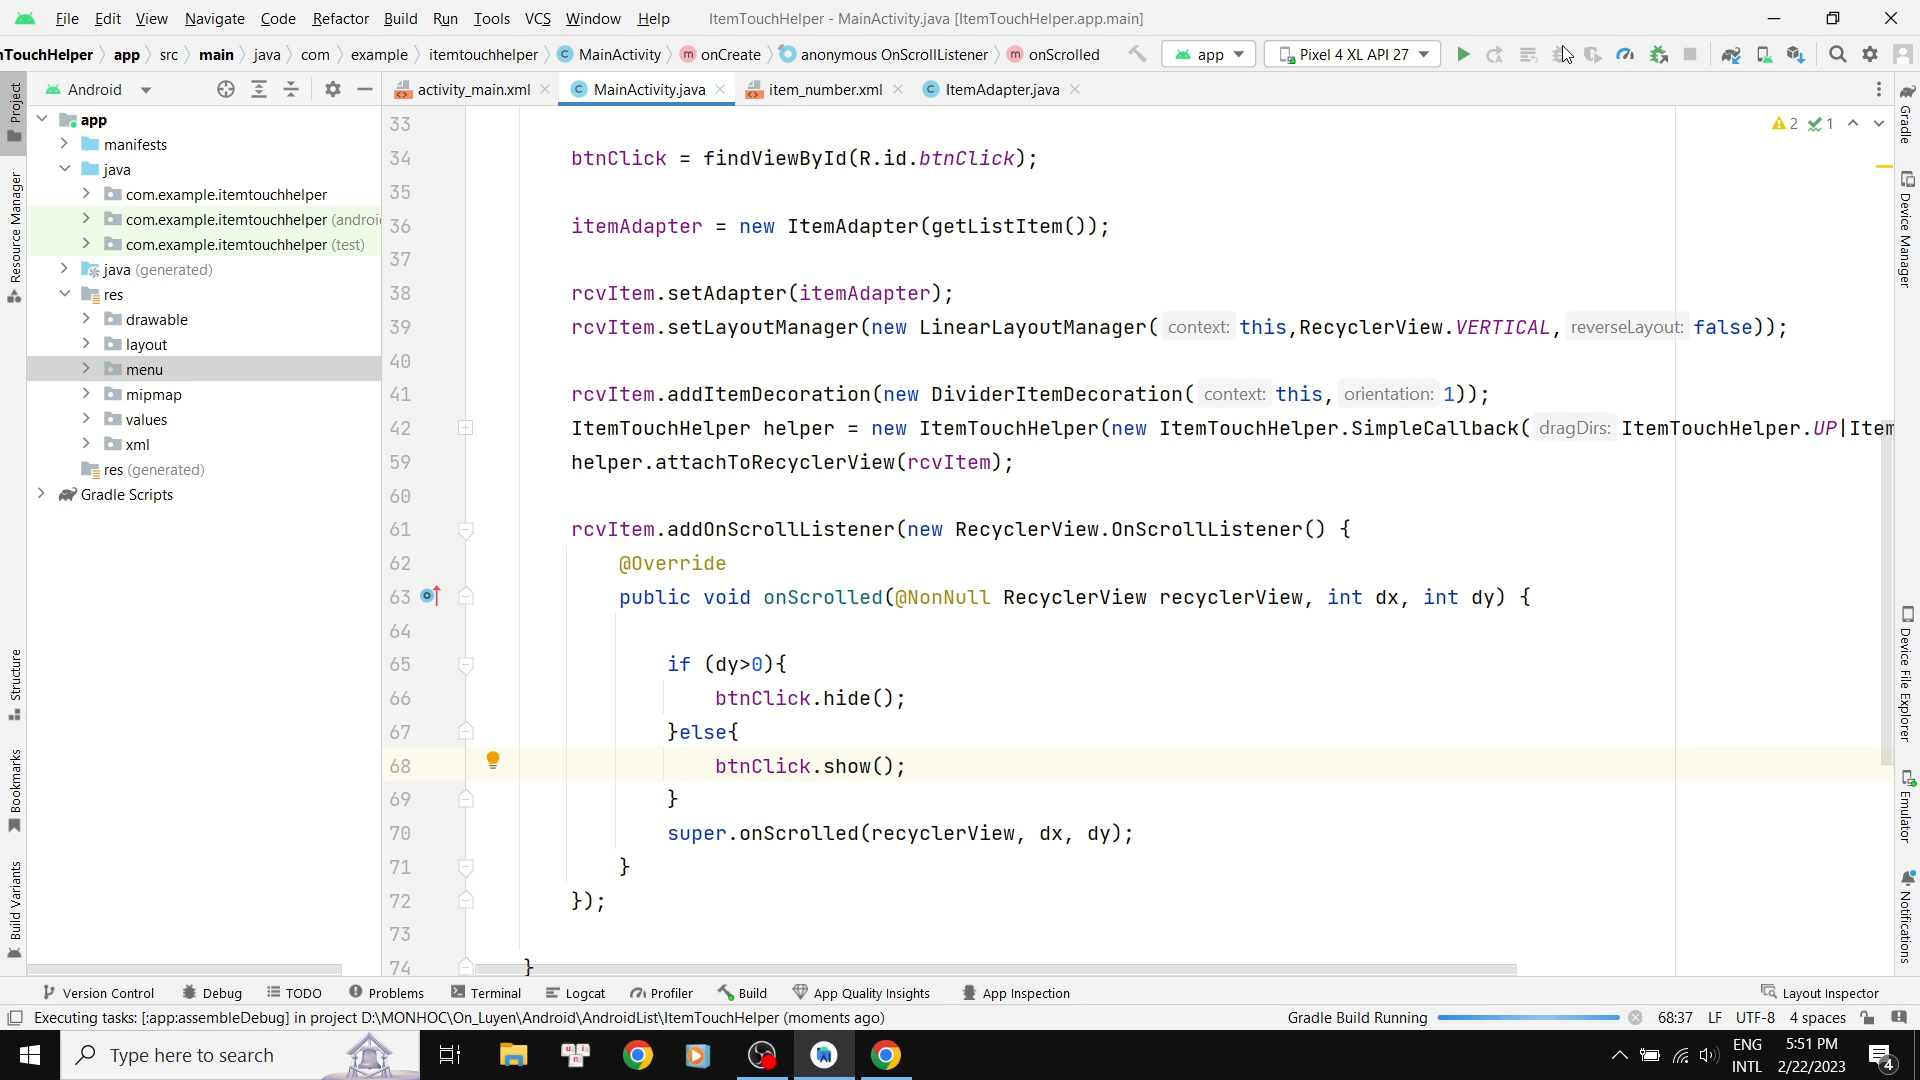 File Edit View Navigate Code Refactor Build Run Tools VCS Window Help ItemTouchHelper - MainActivity.java [ItemTouchHelper.app.main]
TouchHelper app src main java com example itemtouchhelper MainActivity onCreate anonymous OnScrollListener onScrolled app Pixel 4 XL API 27
Android
activity_main.xml MainActivity.java item_number.xml ItemAdapter.java
app
manifests
java
com.example.itemtouchhelper
com.example.itemtouchhelper (androi
com.example.itemtouchhelper (test)
java (generated)
res
drawable
layout
menu
mipmap
values
xml
res (generated)
Gradle Scripts
Project
Resource Manager
Structure
Bookmarks
Build Variants
2 1
33
34 btnClick = findViewById(R.id.btnClick);
35
36 itemAdapter = new ItemAdapter(getListItem());
37
38 rcvItem.setAdapter(itemAdapter);
39 rcvItem.setLayoutManager(new LinearLayoutManager( context: this,RecyclerView.VERTICAL, reverseLayout: false));
40
41 rcvItem.addItemDecoration(new DividerItemDecoration( context: this, orientation: 1));
42 ItemTouchHelper helper = new ItemTouchHelper(new ItemTouchHelper.SimpleCallback( dragDirs: ItemTouchHelper.UP|Item
59 helper.attachToRecyclerView(rcvItem);
60
61 rcvItem.addOnScrollListener(new RecyclerView.OnScrollListener() {
62 @Override
63 public void onScrolled(@NonNull RecyclerView recyclerView, int dx, int dy) {
64
65 if (dy>0){
66 btnClick.hide();
67 }else{
68 btnClick.show();
69 }
70 super.onScrolled(recyclerView, dx, dy);
71 }
72 });
73
74 }
Gradle
Device Manager
Device File Explorer
Emulator
Notifications
Version Control Debug TODO Problems Terminal Logcat Profiler Build App Quality Insights App Inspection Layout Inspector
Executing tasks: [:app:assembleDebug] in project D:\MONHOC\On_Luyen\Android\AndroidList\ItemTouchHelper (moments ago) Gradle Build Running 68:37 LF UTF-8 4 spaces
Type here to search
ENG
INTL
5:51 PM
2/22/2023
4